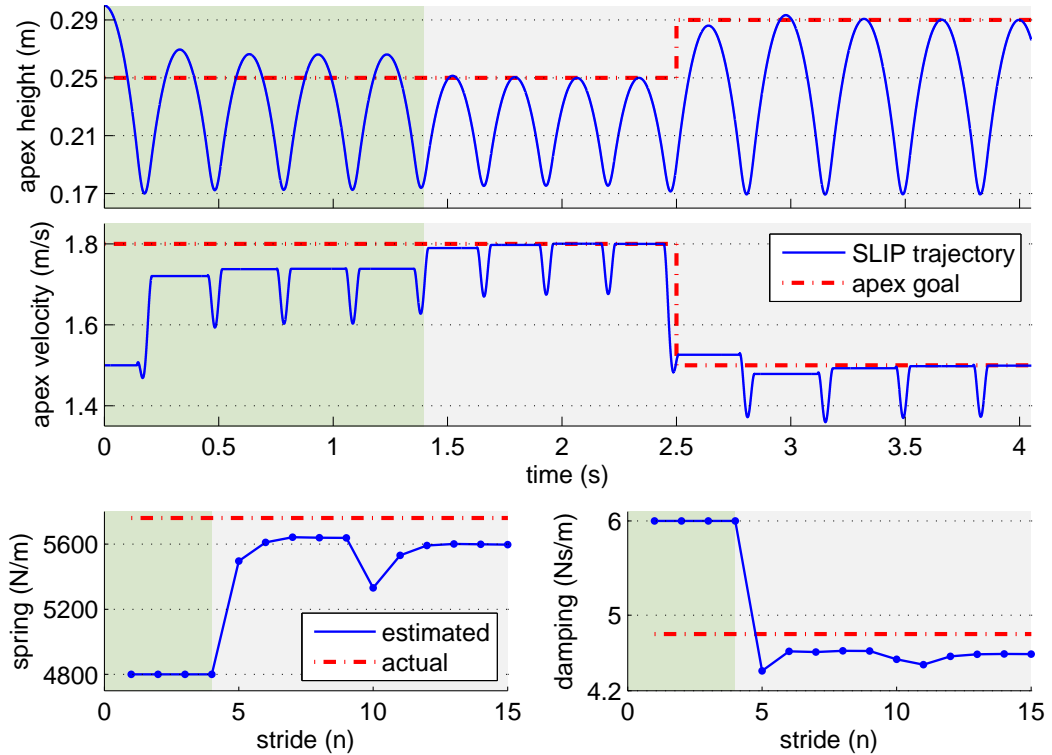 apex height (m)
0.29
0.25
0.21
0.17
apex velocity (m/s)
1.8
1.6
1.4
SLIP trajectory
apex goal
0 0.5 1 1.5 2 2.5 3 3.5 4
time (s)
spring (N/m)
5600
5200
4800
estimated
actual
0 5 10 15
stride (n)
damping (Ns/m)
6
5
4.2
0 5 10 15
stride (n)